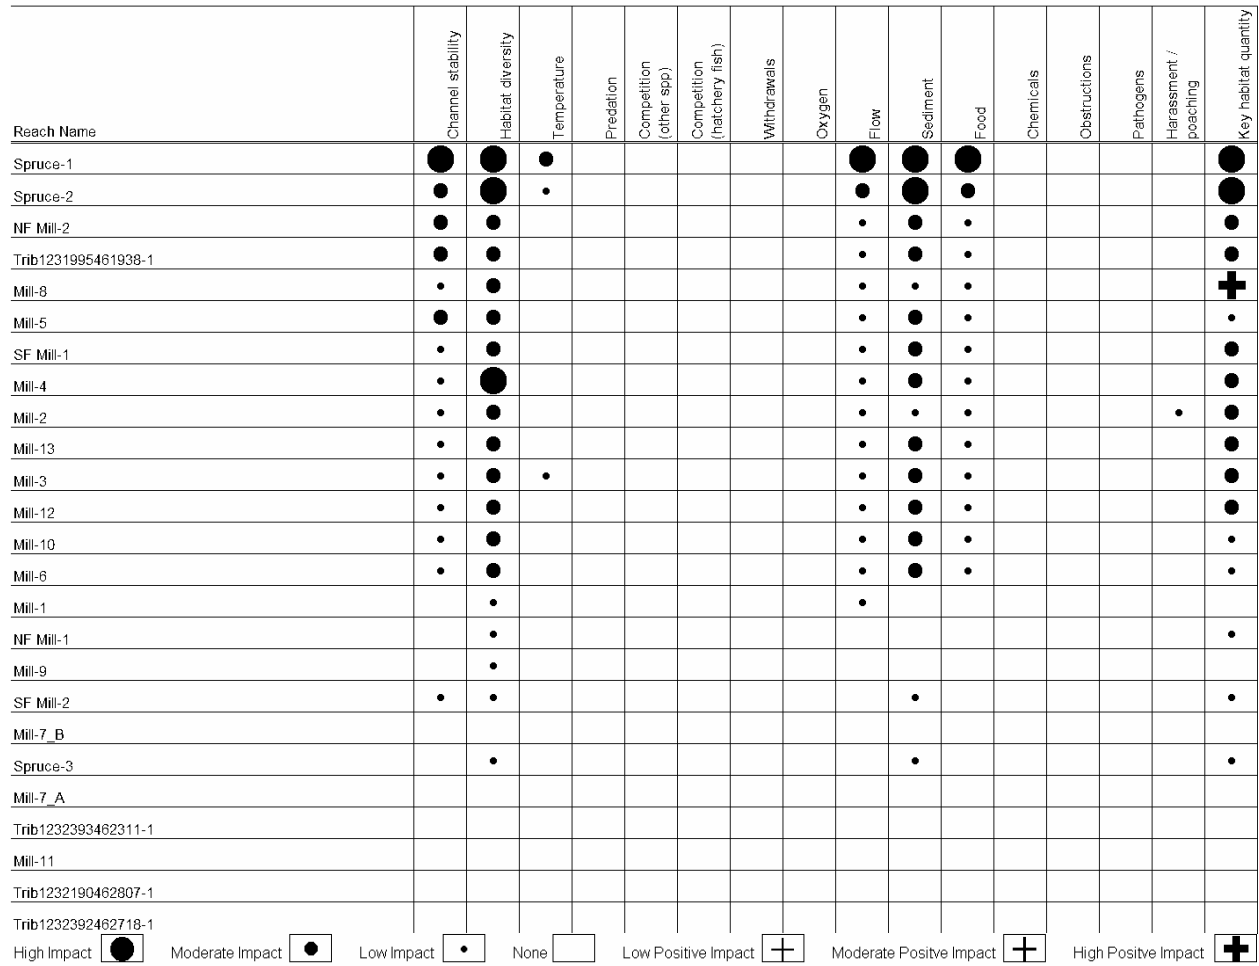 Reach Name
Channel stability
Habitat diversity
Temperature
Predation
Competition
(other spp)
Competition
(hatchery fish)
Withdrawals
Oxygen
Flow
Sediment
Food
Chemicals
Obstructions
Pathogens
Harassment /
poaching
Key habitat quantity
Spruce-1
Spruce-2
NF Mill-2
Trib1231995461938-1
Mill-8
Mill-5
SF Mill-1
Mill-4
Mill-2
Mill-13
Mill-3
Mill-12
Mill-10
Mill-6
Mill-1
NF Mill-1
Mill-9
SF Mill-2
Mill-7_B
Spruce-3
Mill-7_A
Trib1232393462311-1
Mill-11
Trib1232190462807-1
Trib1232392462718-1
High Impact Moderate Impact Low Impact None Low Positive Impact Moderate Positve Impact High Positve Impact